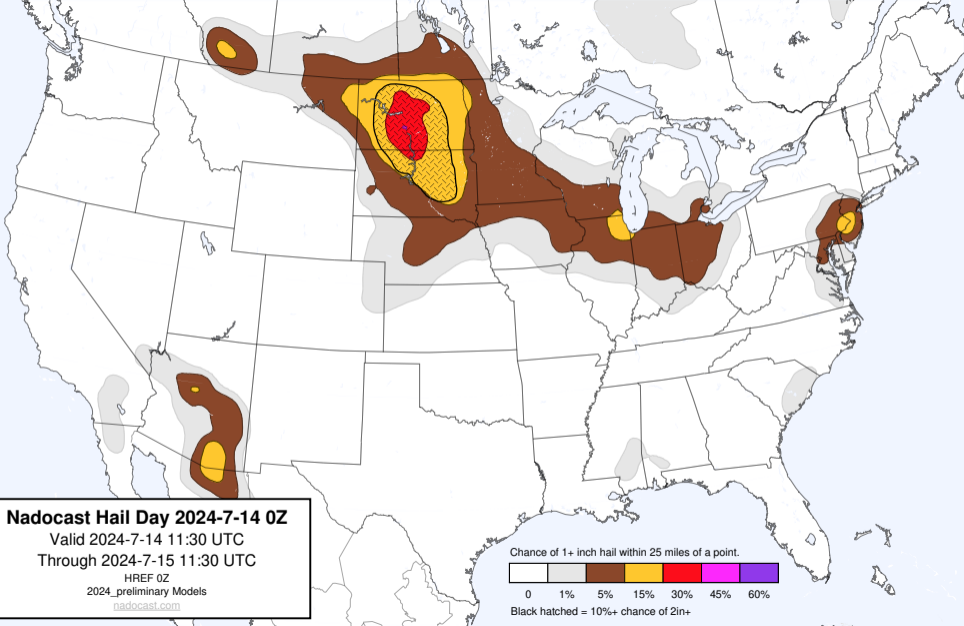 Nadocast Hail Day 2024-7-14 0Z
Valid 2024-7-14 11:30 UTC
Through 2024-7-15 11:30 UTC
HREF 0Z
2024_preliminary Models
nadocast.com
Chance of 1+ inch hail within 25 miles of a point.
0 1% 5% 15% 30% 45% 60%
Black hatched = 10%+ chance of 2in+